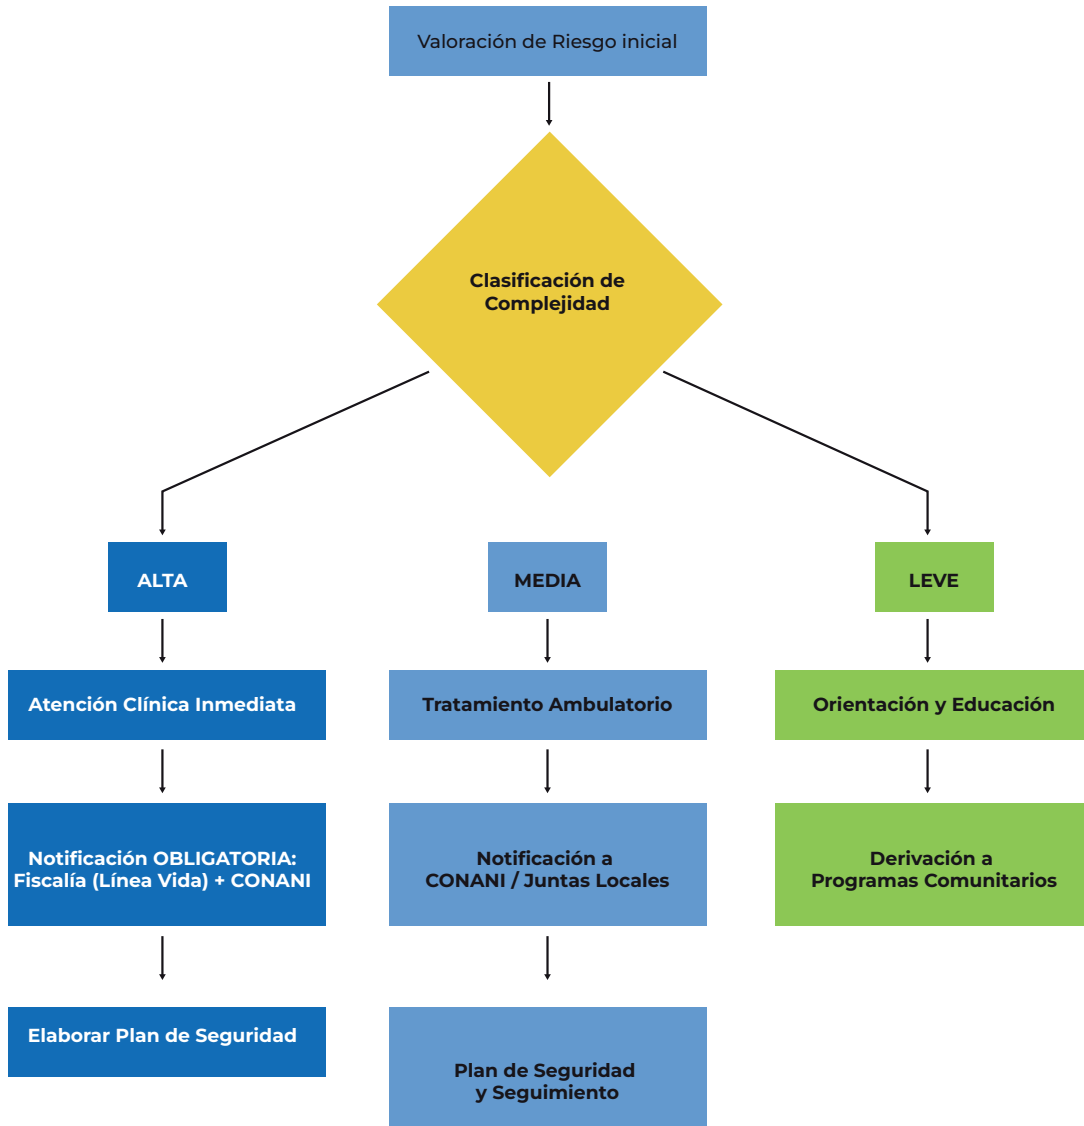 Valoración de Riesgo inicial
Clasificación de
Complejidad
ALTA
MEDIA
LEVE
Atención Clínica Inmediata
Tratamiento Ambulatorio
Orientación y Educación
Notificación OBLIGATORIA:
Fiscalía (Línea Vida) + CONANI
Notificación a
CONANI / Juntas Locales
Derivación a
Programas Comunitarios
Elaborar Plan de Seguridad
Plan de Seguridad
y Seguimiento